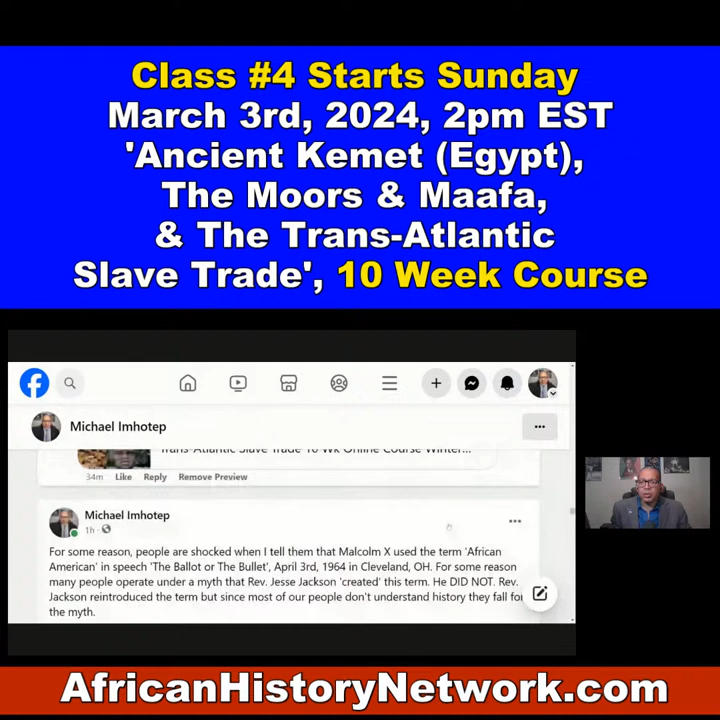 Class #4 Starts Sunday
March 3rd, 2024, 2pm EST
'Ancient Kemet (Egypt),
The Moors & Maafa,
& The Trans-Atlantic
Slave Trade', 10 Week Course
Michael Imhotep
Trans-Atlantic Slave Trade 10 Wk Online Course Winter...
34m Like Reply Remove Preview
Michael Imhotep
1h
For some reason, people are shocked when I tell them that Malcolm X used the term 'African
American' in speech 'The Ballot or The Bullet', April 3rd, 1964 in Cleveland, OH. For some reason
many people operate under a myth that Rev. Jesse Jackson 'created' this term. He DID NOT. Rev.
Jackson reintroduced the term but since most of our people don't understand history they fall for
the myth.
AfricanHistoryNetwork.com